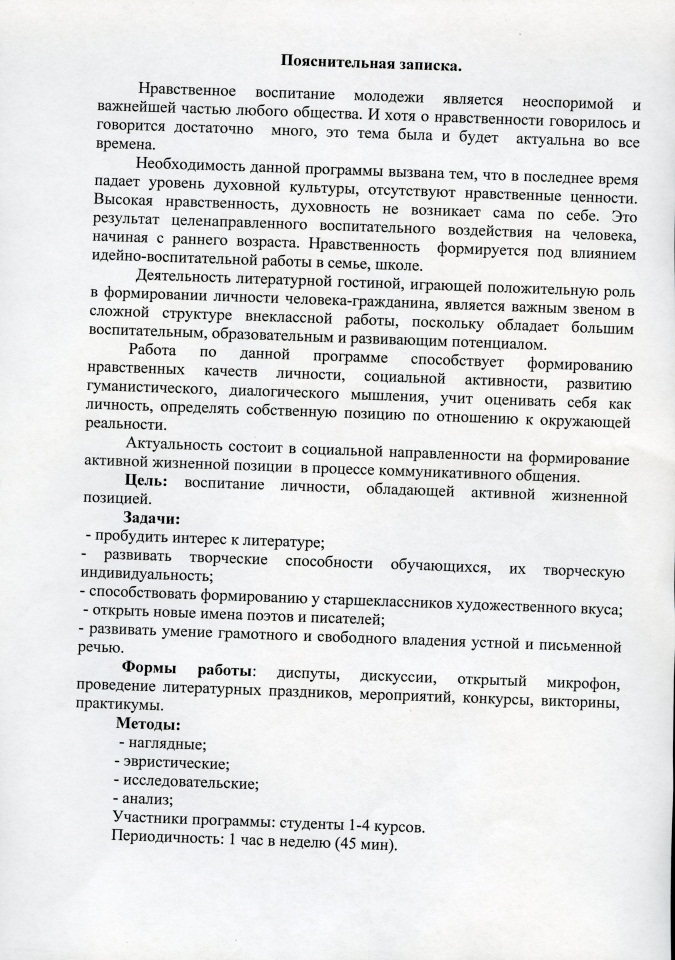 Пояснительная записка.
Нравственное воспитание молодежи является неоспоримой и
важнейшей частью любого общества. И хотя о нравственности говорилось и
говорится достаточно много, это тема была и будет актуальна во все
времена.
Необходимость данной программы вызвана тем, что в последнее время
падает уровень духовной культуры, отсутствуют нравственные ценности.
Высокая нравственность, духовность не возникает сама по себе. Это
результат целенаправленного воспитательного воздействия на человека,
начиная с раннего возраста. Нравственность формируется под влиянием
идейно-воспитательной работы в семье, школе.
Деятельность литературной гостиной, играющей положительную роль
в формировании личности человека-гражданина, является важным звеном в
сложной структуре внеклассной работы, поскольку обладает большим
воспитательным, образовательным и развивающим потенциалом.
Работа по данной программе способствует формированию
нравственных качеств личности, социальной активности, развитию
гуманистического, диалогического мышления, учит оценивать себя как
личность, определять собственную позицию по отношению к окружающей
реальности.
Актуальность состоит в социальной направленности на формирование
активной жизненной позиции в процессе коммуникативного общения.
Цель: воспитание личности, обладающей активной жизненной
позицией.
Задачи:
- пробудить интерес к литературе;
- развивать творческие способности обучающихся, их творческую
индивидуальность;
- способствовать формированию у старшеклассников художественного вкуса;
- открыть новые имена поэтов и писателей;
- развивать умение грамотного и свободного владения устной и письменной
речью.
Формы работы: диспуты, дискуссии, открытый микрофон,
проведение литературных праздников, мероприятий, конкурсы, викторины,
практикумы.
Методы:
- наглядные;
- эвристические;
- исследовательские;
- анализ;
Участники программы: студенты 1-4 курсов.
Периодичность: 1 час в неделю (45 мин).